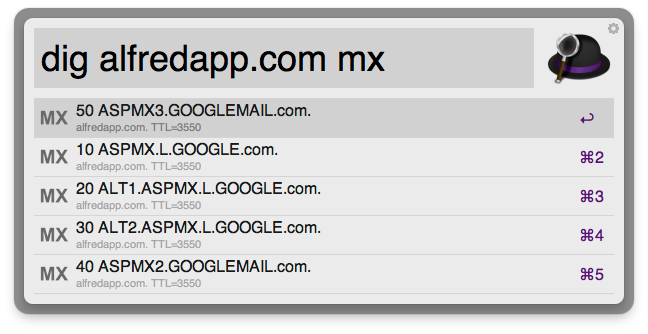 dig alfredapp.com mx
MX 50 ASPMX3.GOOGLEMAIL.com. ↩
alfredapp.com. TTL=3550
MX 10 ASPMX.L.GOOGLE.com. ⌘2
alfredapp.com. TTL=3550
MX 20 ALT1.ASPMX.L.GOOGLE.com. ⌘3
alfredapp.com. TTL=3550
MX 30 ALT2.ASPMX.L.GOOGLE.com. ⌘4
alfredapp.com. TTL=3550
MX 40 ASPMX2.GOOGLEMAIL.com. ⌘5
alfredapp.com. TTL=3550